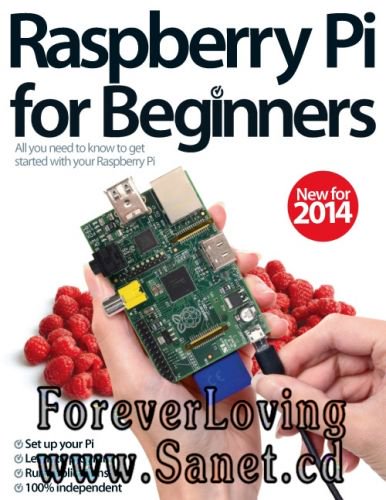 Raspberry Pi
for Beginners
All you need to know to get
started with your Raspberry Pi
New for
2014
ForeverLoving
Set up your Pi
www.Sanet.cd
100% independent